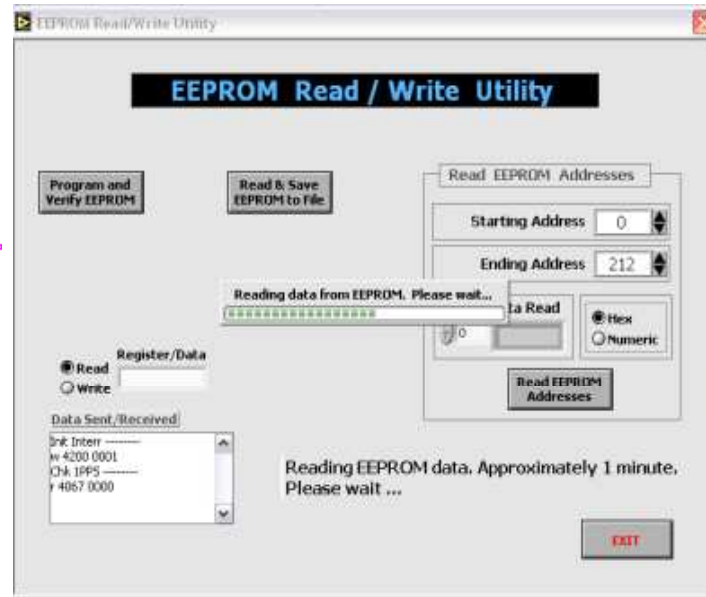 EEPROM Read/Write Utility
EEPROM Read / Write Utility
Program and
Verify EEPROM
Read & Save
EEPROM to File
Read EEPROM Addresses
Starting Address
0
Ending Address
212
Reading data from EEPROM. Please wait...
ta Read
0
Hex
Numeric
Read EEPROM
Addresses
Register/Data
Read
Write
Data Sent/Received
Init Interr --------
w 4200 0001
Chk 1PPS --------
r 4067 0000
Reading EEPROM data. Approximately 1 minute.
Please wait ...
EXIT